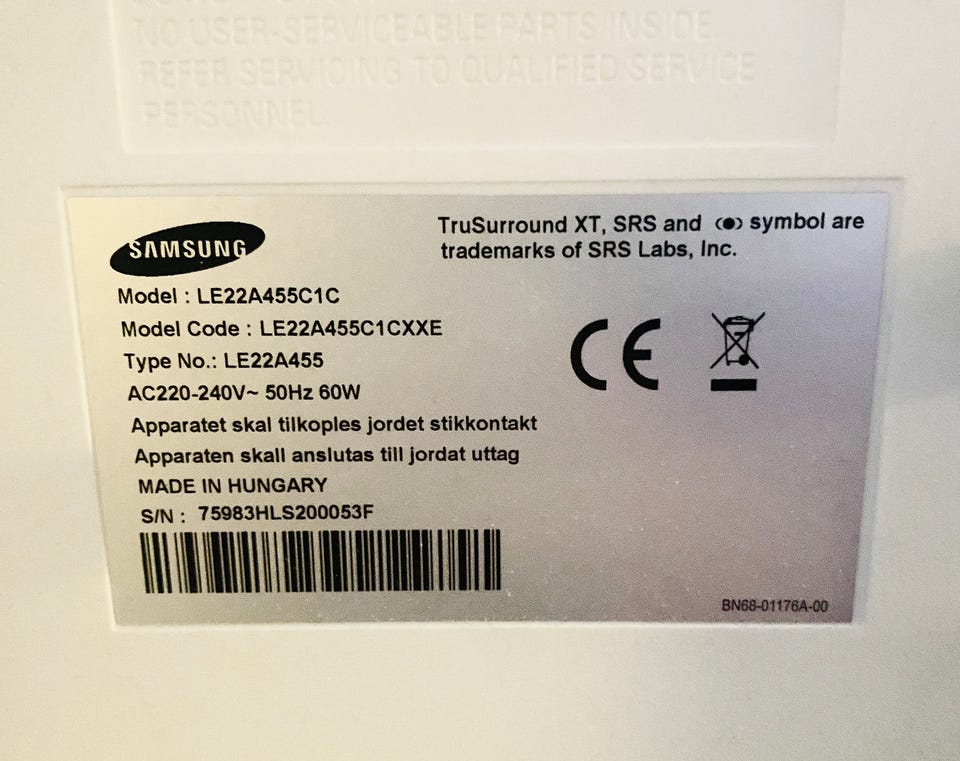 NO USER-SERVICEABLE PARTS INSIDE.
REFER SERVICING TO QUALIFIED SERVICE
PERSONNEL.
SAMSUNG
TruSurround XT, SRS and symbol are
trademarks of SRS Labs, Inc.
Model : LE22A455C1C
Model Code : LE22A455C1CXXE
Type No.: LE22A455
AC220-240V~ 50Hz 60W
Apparatet skal tilkoples jordet stikkontakt
Apparaten skall anslutas till jordat uttag
MADE IN HUNGARY
S/N : 75983HLS200053F
CE
BN68-01176A-00